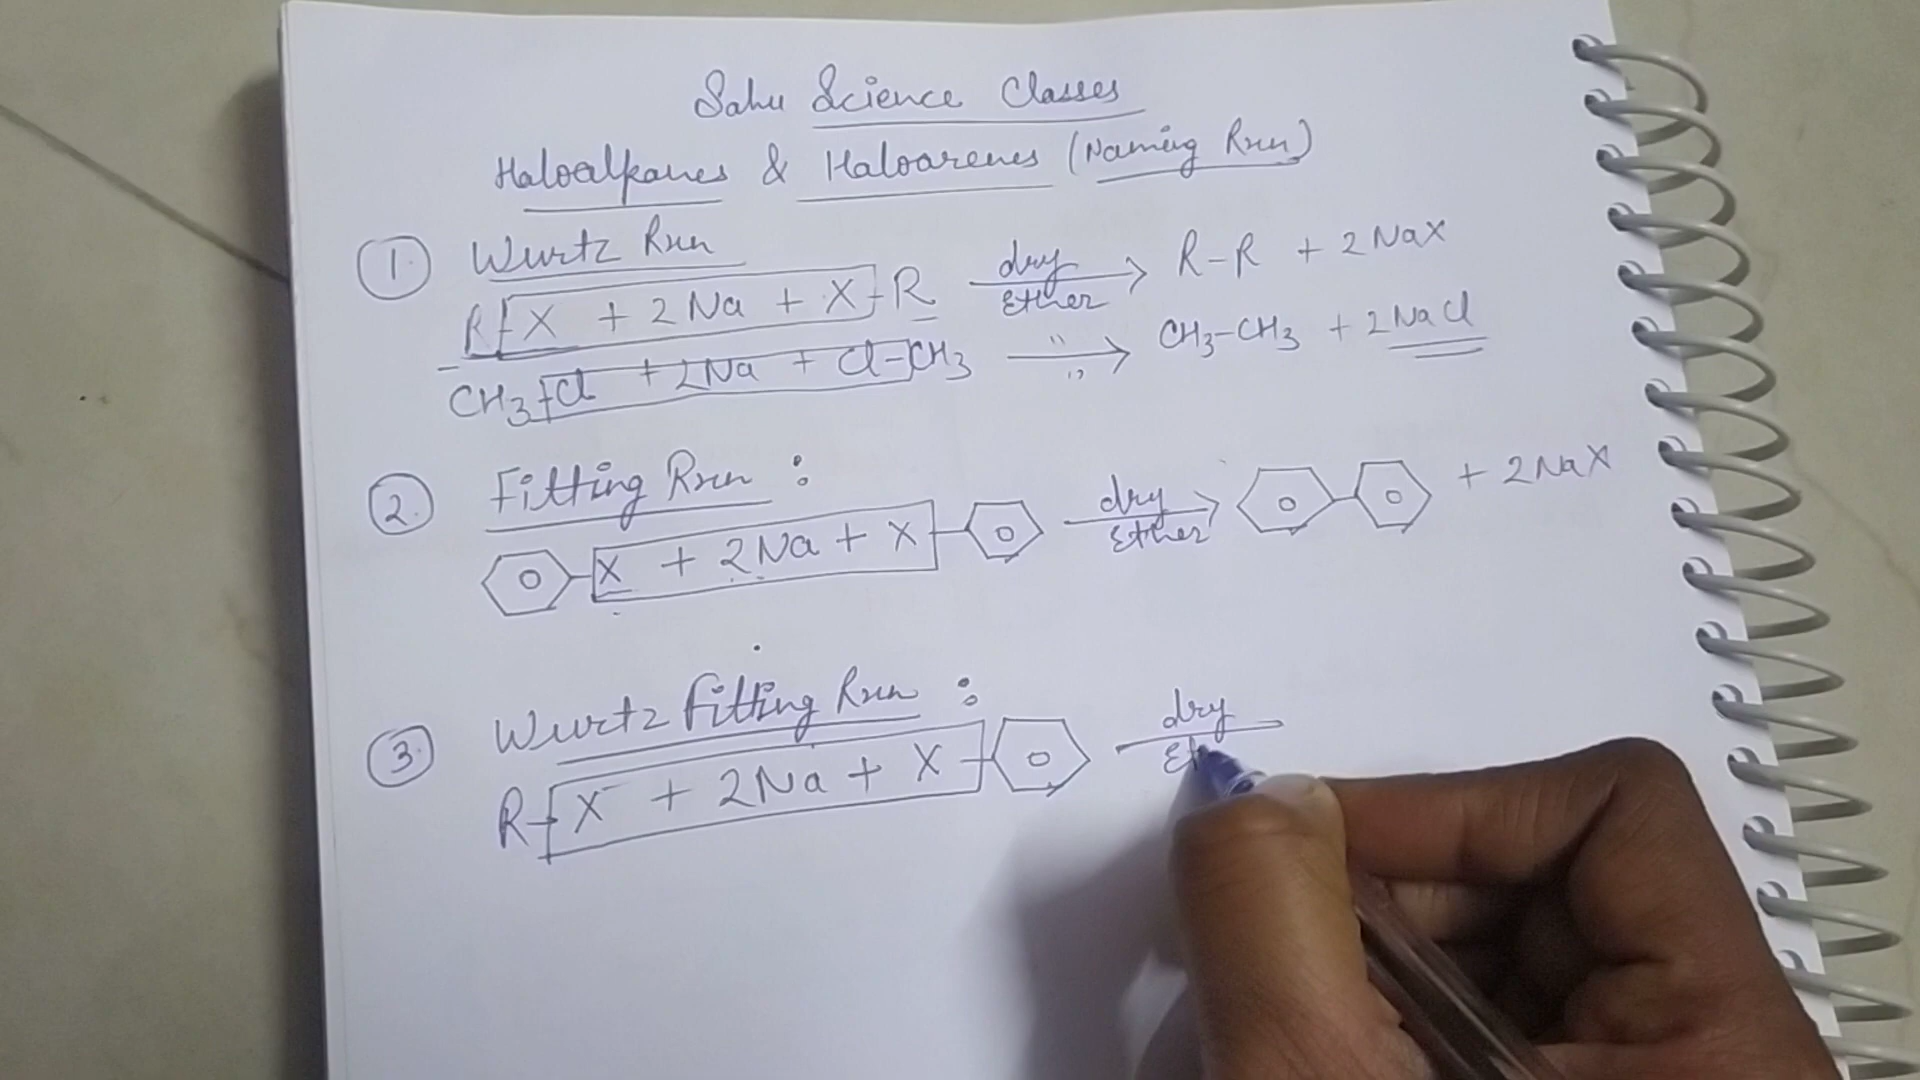 Sahu Science Classes
Haloalkanes & Haloarenes (Naming Rxn)
1. Wurtz Rxn
R-X + 2Na + X-R dry Ether → R-R + 2NaX
CH3-Cl + 2Na + Cl-CH3 " " → CH3-CH3 + 2NaCl
2. Fitting Rxn :
X + 2Na + X dry Ether + 2NaX
3. Wurtz Fitting Rxn :
R-X + 2Na + X dry Et